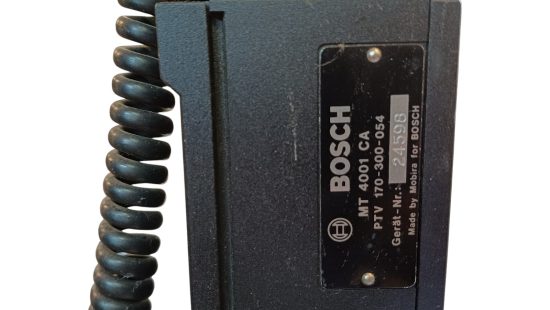 BOSCH
MT 4001 CA
PTV 170-300-054
Gerät-Nr.: 24598
Made by Mobira for BOSCH